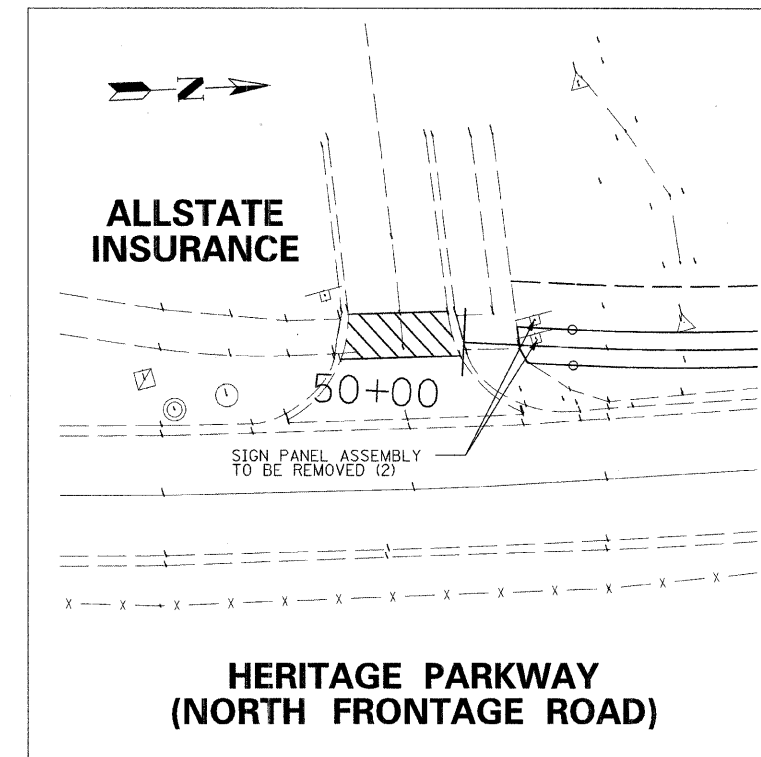 N
ALLSTATE
INSURANCE
50+00
SIGN PANEL ASSEMBLY
TO BE REMOVED (2)
HERITAGE PARKWAY
(NORTH FRONTAGE ROAD)